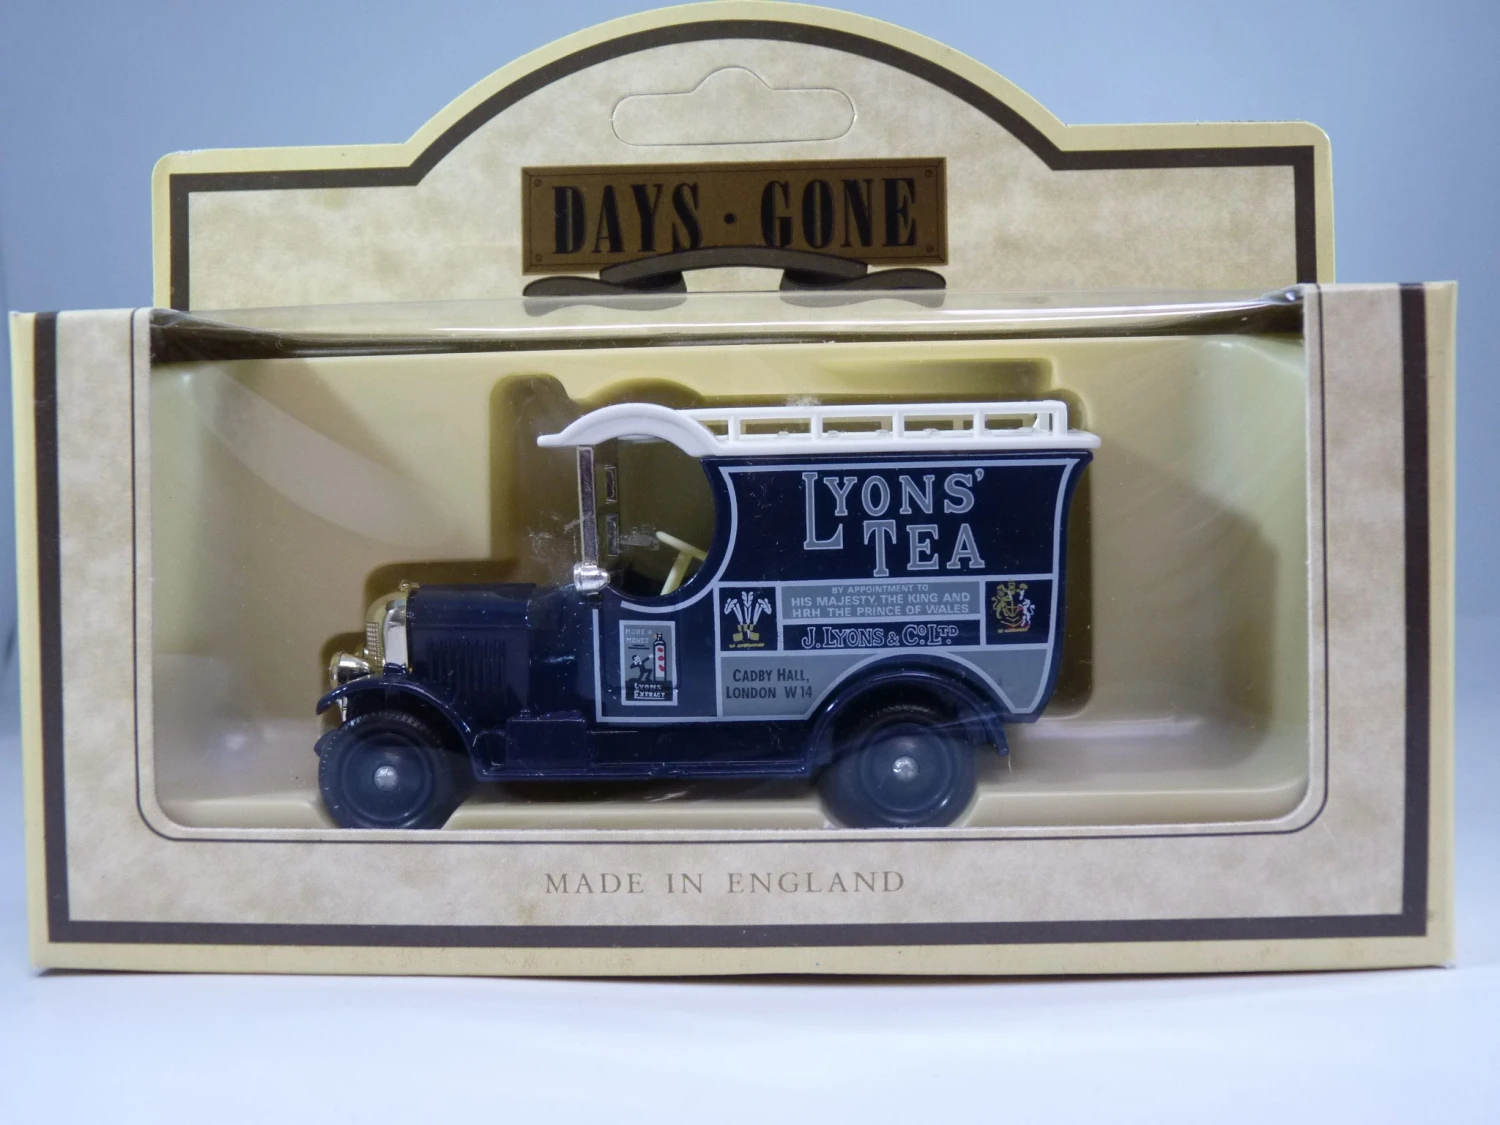 DAYS · GONE
LYONS'
TEA
BY APPOINTMENT TO
HIS MAJESTY, THE KING AND
HRH THE PRINCE OF WALES
J. LYONS & CO. LTD.
CADBY HALL,
LONDON W14
LYONS'
EXTRACT
MADE IN ENGLAND